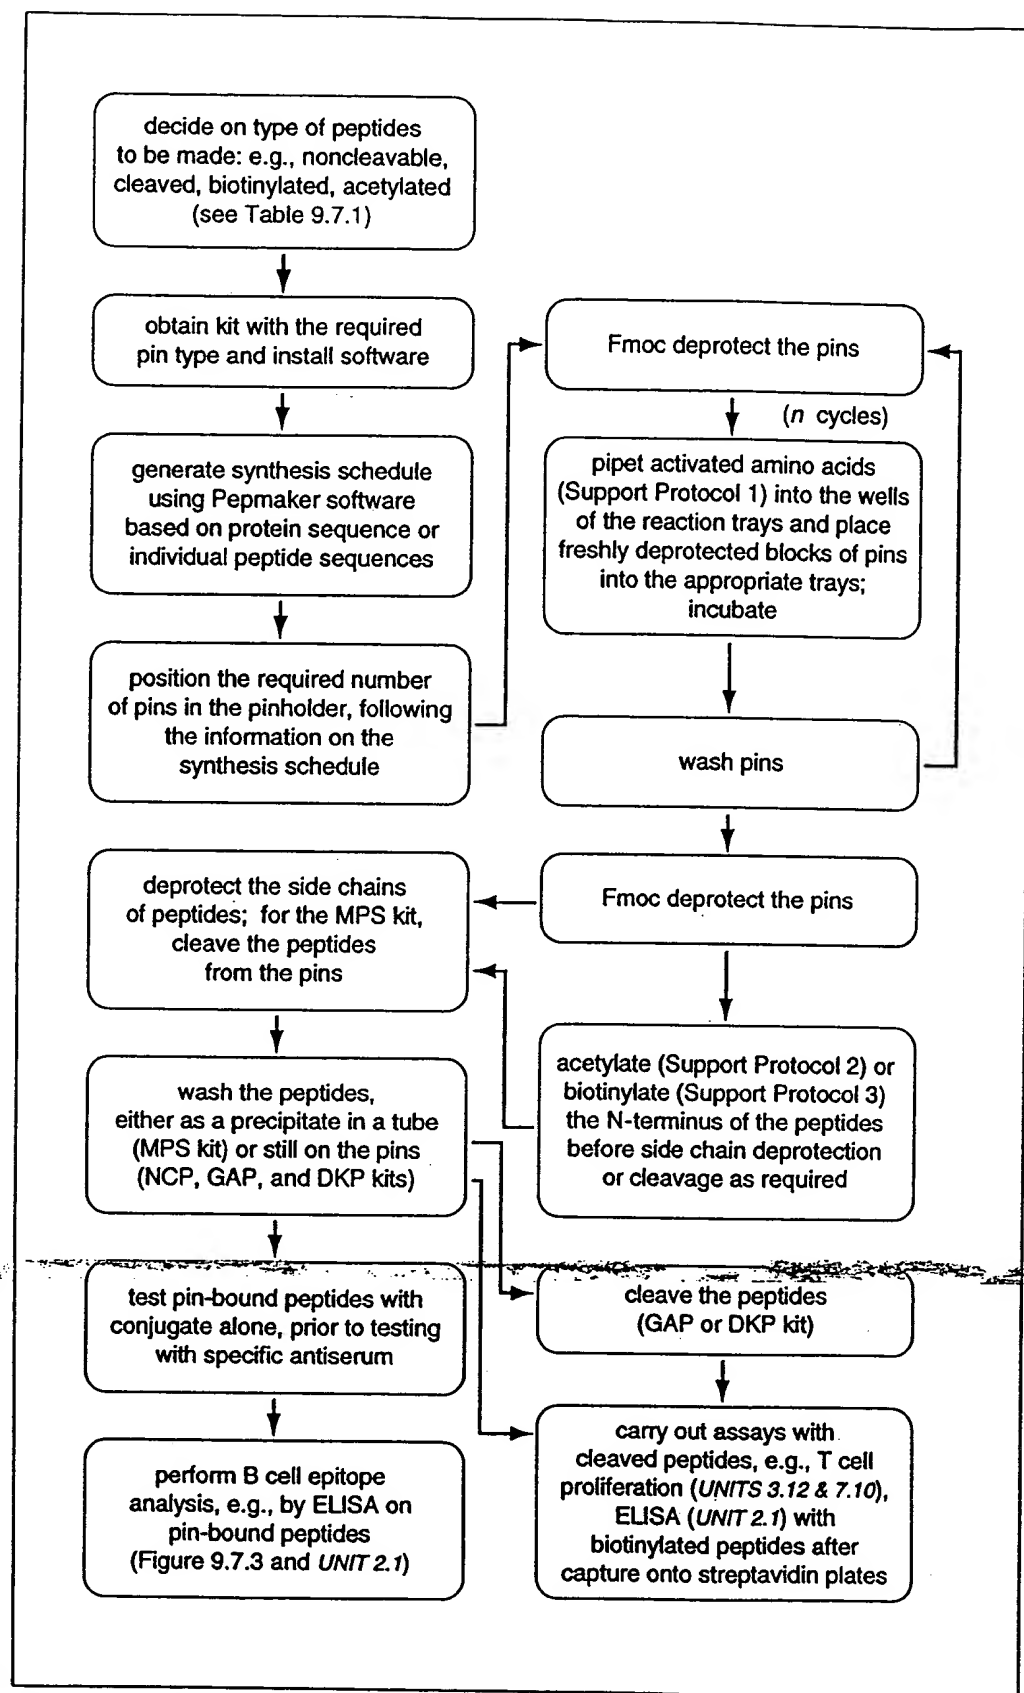 decide on type of peptides
to be made: e.g., noncleavable,
cleaved, biotinylated, acetylated
(see Table 9.7.1)
obtain kit with the required
pin type and install software
generate synthesis schedule
using Pepmaker software
based on protein sequence or
individual peptide sequences
position the required number
of pins in the pinholder, following
the information on the
synthesis schedule
Fmoc deprotect the pins
(n cycles)
pipet activated amino acids
(Support Protocol 1) into the wells
of the reaction trays and place
freshly deprotected blocks of pins
into the appropriate trays;
incubate
wash pins
Fmoc deprotect the pins
acetylate (Support Protocol 2) or
biotinylate (Support Protocol 3)
the N-terminus of the peptides
before side chain deprotection
or cleavage as required
deprotect the side chains
of peptides; for the MPS kit,
cleave the peptides
from the pins
wash the peptides,
either as a precipitate in a tube
(MPS kit) or still on the pins
(NCP, GAP, and DKP kits)
test pin-bound peptides with
conjugate alone, prior to testing
with specific antiserum
perform B cell epitope
analysis, e.g., by ELISA on
pin-bound peptides
(Figure 9.7.3 and UNIT 2.1)
cleave the peptides
(GAP or DKP kit)
carry out assays with
cleaved peptides, e.g., T cell
proliferation (UNITS 3.12 & 7.10),
ELISA (UNIT 2.1) with
biotinylated peptides after
capture onto streptavidin plates